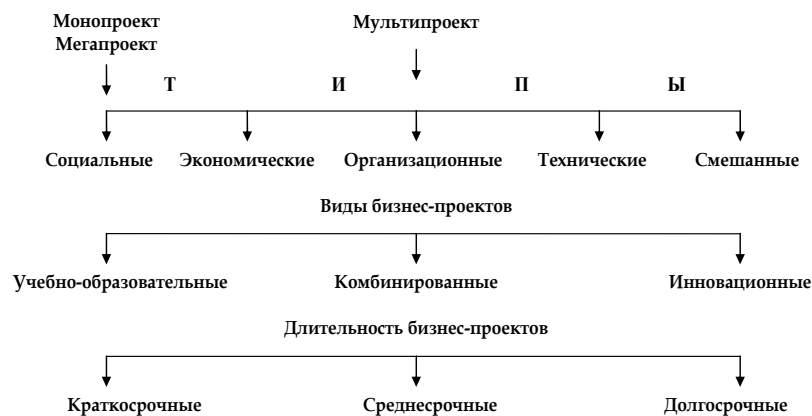 Монопроект Мультипроект
Мегапроект
Т И П Ы
Социальные Экономические Организационные Технические Смешанные
Виды бизнес-проектов
Учебно-образовательные Комбинированные Инновационные
Длительность бизнес-проектов
Краткосрочные Среднесрочные Долгосрочные